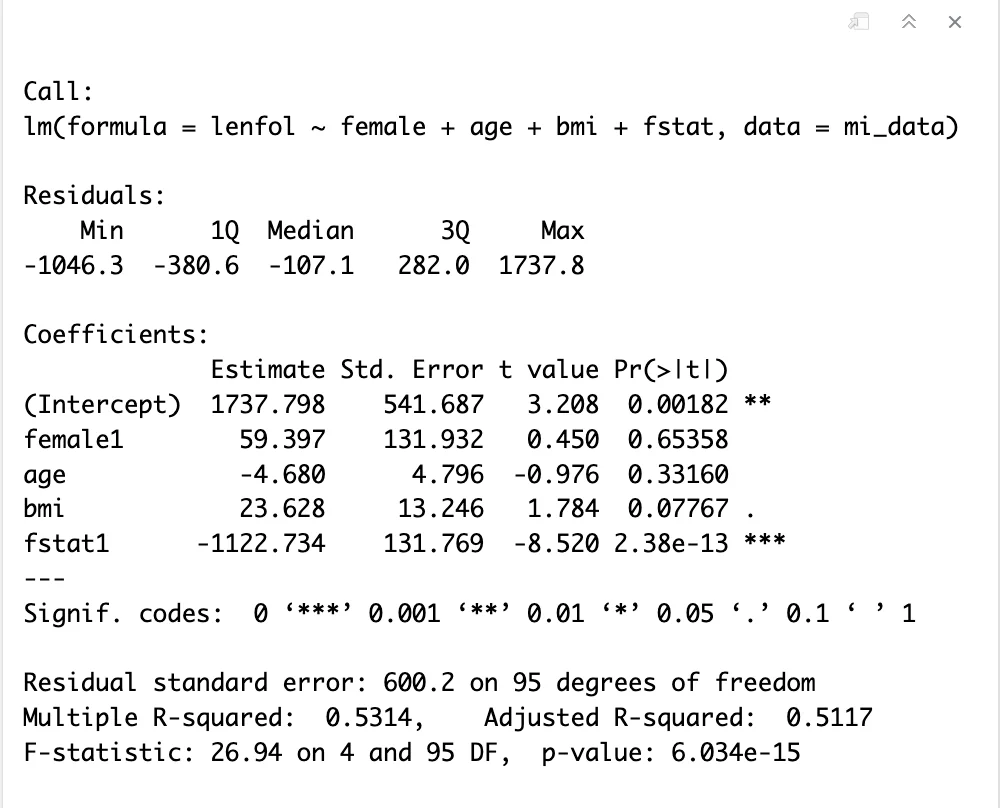 Call:
lm(formula = lenfol ~ female + age + bmi + fstat, data = mi_data)
Residuals:
    Min      1Q  Median      3Q     Max
-1046.3  -380.6  -107.1   282.0  1737.8
Coefficients:
             Estimate Std. Error t value Pr(>|t|)
(Intercept)  1737.798    541.687   3.208  0.00182 **
female1        59.397    131.932   0.450  0.65358
age            -4.680      4.796  -0.976  0.33160
bmi            23.628     13.246   1.784  0.07767 .
fstat1      -1122.734    131.769  -8.520 2.38e-13 ***
---
Signif. codes:  0 ‘***’ 0.001 ‘**’ 0.01 ‘*’ 0.05 ‘.’ 0.1 ‘ ’ 1
Residual standard error: 600.2 on 95 degrees of freedom
Multiple R-squared:  0.5314,    Adjusted R-squared:  0.5117
F-statistic: 26.94 on 4 and 95 DF,  p-value: 6.034e-15